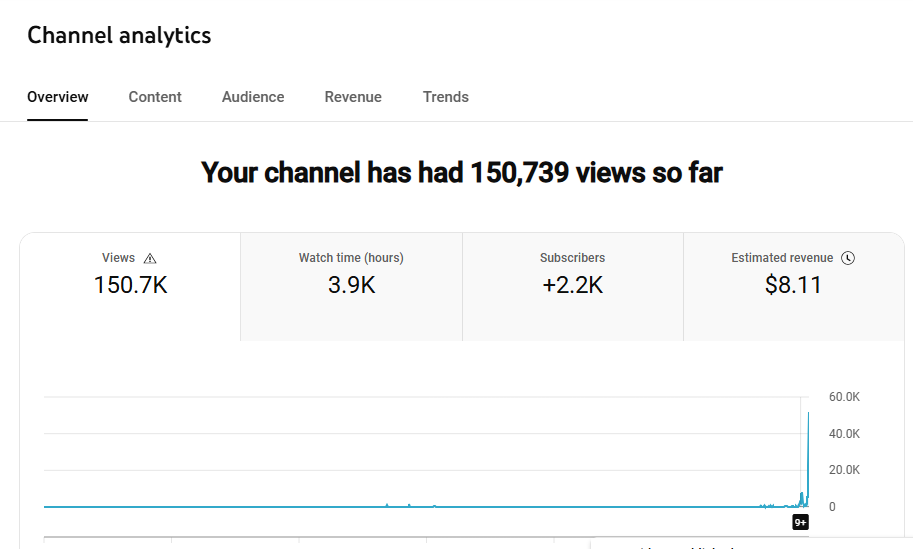 Channel analytics
Overview Content Audience Revenue Trends
Your channel has had 150,739 views so far
Views Watch time (hours) Subscribers Estimated revenue
150.7K 3.9K +2.2K $8.11
60.0K
40.0K
20.0K
0
9+